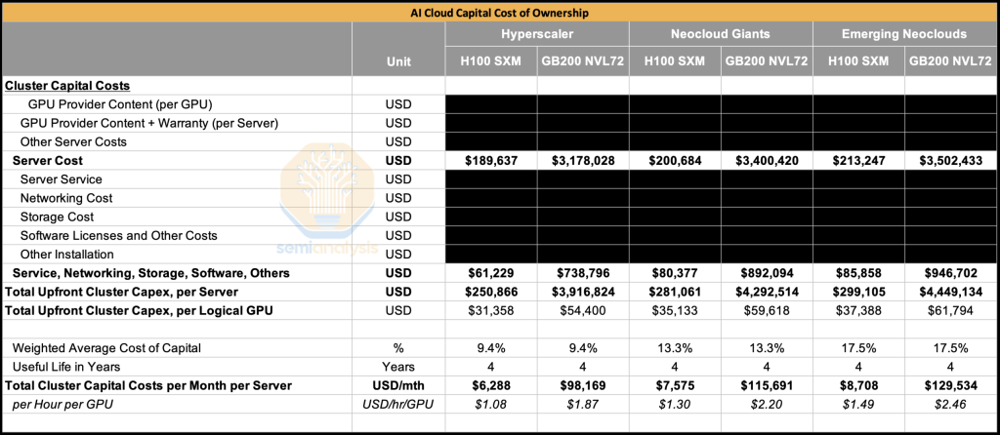 AI Cloud Capital Cost of Ownership
Hyperscaler Neocloud Giants Emerging Neoclouds
Unit H100 SXM GB200 NVL72 H100 SXM GB200 NVL72 H100 SXM GB200 NVL72
Cluster Capital Costs
GPU Provider Content (per GPU) USD
GPU Provider Content + Warranty (per Server) USD
Other Server Costs USD
Server Cost USD $189,637 $3,178,028 $200,684 $3,400,420 $213,247 $3,502,433
Server Service USD
Networking Cost USD
Storage Cost USD
Software Licenses and Other Costs USD
Other Installation USD
semianalysis
Service, Networking, Storage, Software, Others USD $61,229 $738,796 $80,377 $892,094 $85,858 $946,702
Total Upfront Cluster Capex, per Server USD $250,866 $3,916,824 $281,061 $4,292,514 $299,105 $4,449,134
Total Upfront Cluster Capex, per Logical GPU USD $31,358 $54,400 $35,133 $59,618 $37,388 $61,794
Weighted Average Cost of Capital % 9.4% 9.4% 13.3% 13.3% 17.5% 17.5%
Useful Life in Years Years 4 4 4 4 4 4
Total Cluster Capital Costs per Month per Server USD/mth $6,288 $98,169 $7,575 $115,691 $8,708 $129,534
per Hour per GPU USD/hr/GPU $1.08 $1.87 $1.30 $2.20 $1.49 $2.46